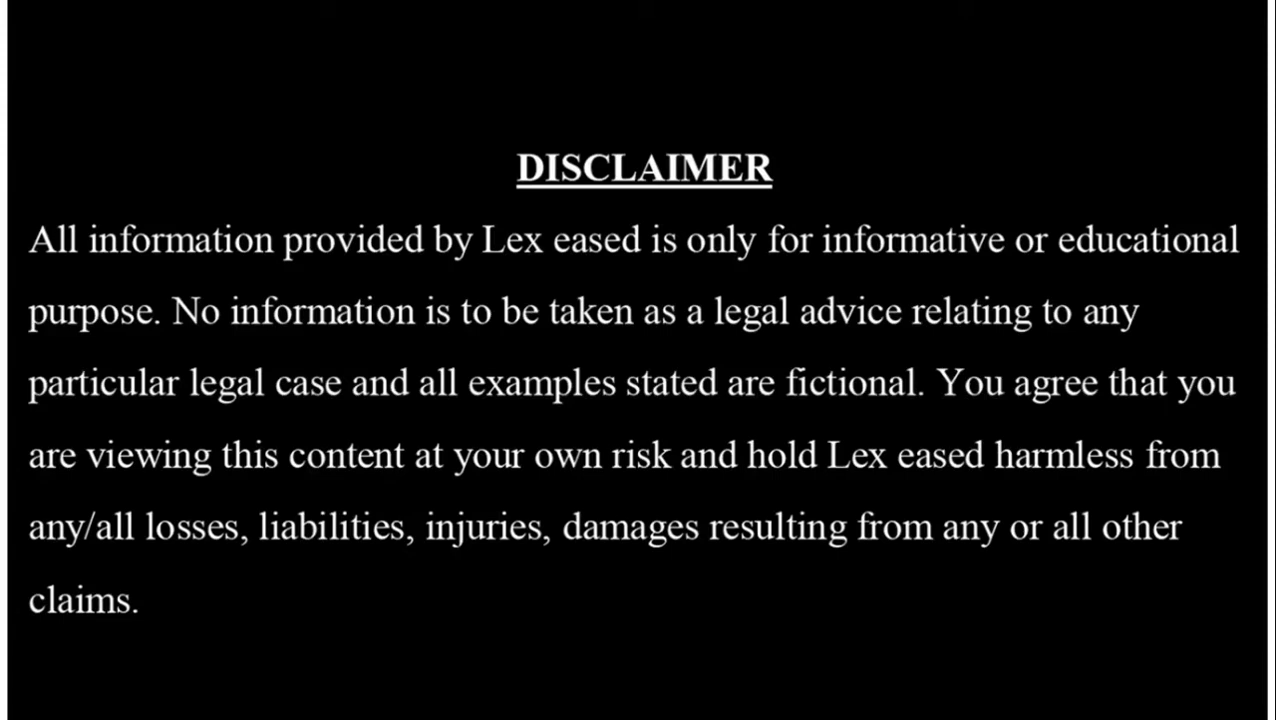 DISCLAIMER
All information provided by Lex eased is only for informative or educational
purpose. No information is to be taken as a legal advice relating to any
particular legal case and all examples stated are fictional. You agree that you
are viewing this content at your own risk and hold Lex eased harmless from
any/all losses, liabilities, injuries, damages resulting from any or all other
claims.